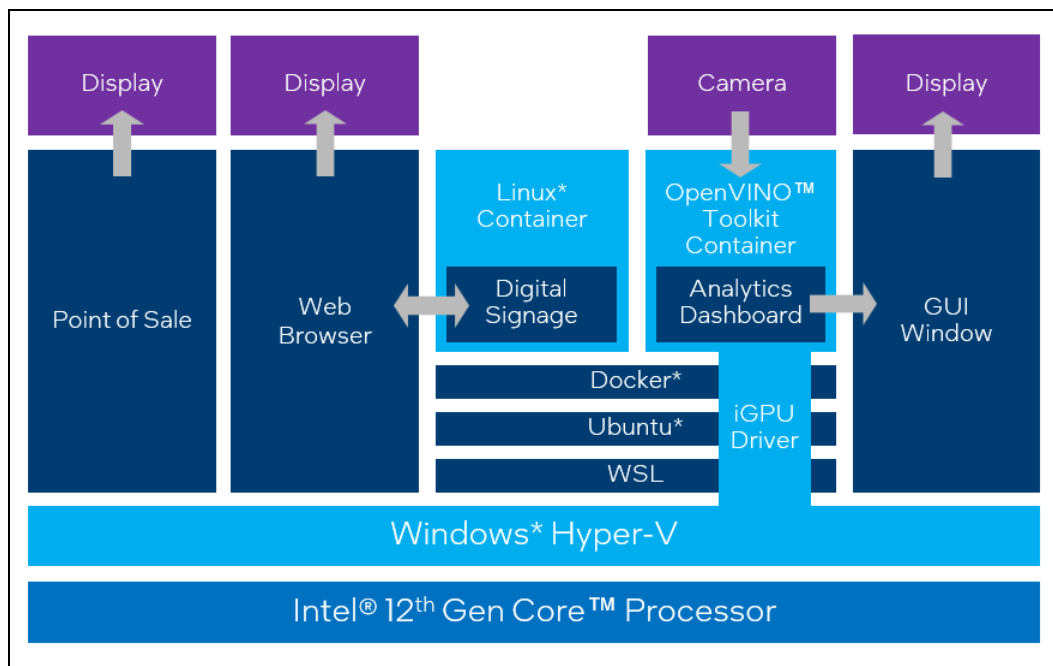 Display
Display
Camera
Display
Point of Sale
Web
Browser
Linux*
Container
Digital
Signage
OpenVINO™
Toolkit
Container
Analytics
Dashboard
GUI
Window
Docker*
Ubuntu*
WSL
iGPU
Driver
Windows* Hyper-V
Intel® 12th Gen Core™ Processor